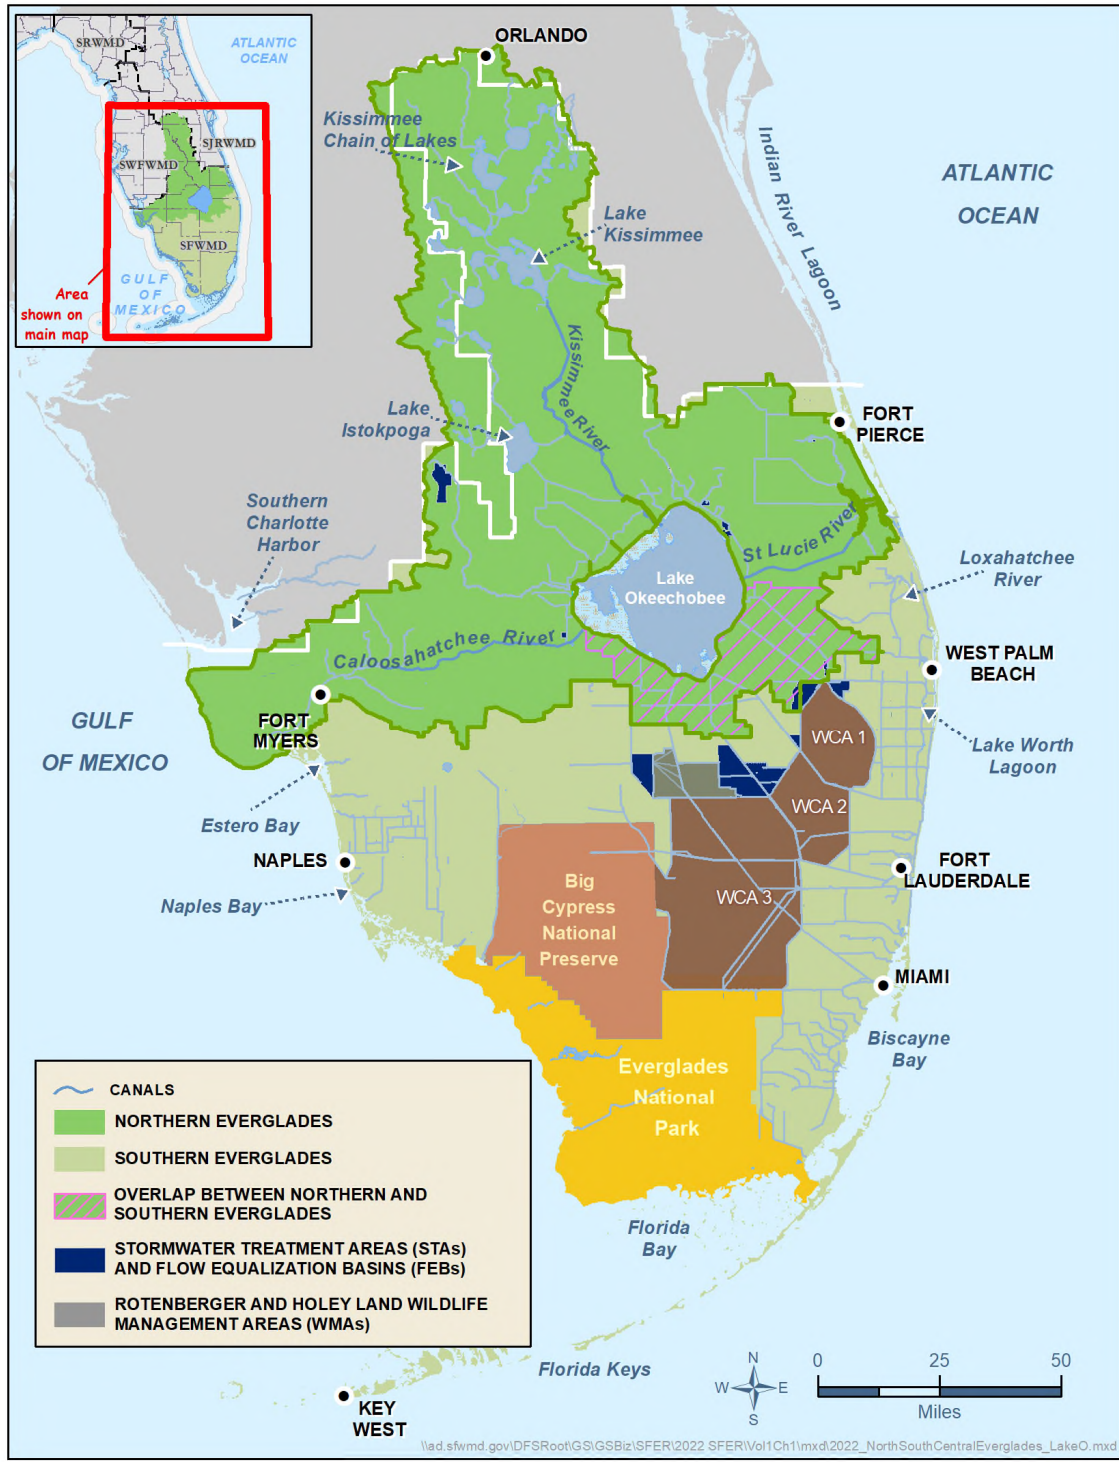 SRWMD
ATLANTIC
OCEAN
SJRWMD
SWFWMD
SFWMD
GULF
OF
MEXICO
Area
shown on
main map
ORLANDO
Kissimmee
Chain of Lakes
Lake
Kissimmee
Indian River Lagoon
ATLANTIC
OCEAN
Kissimmee River
Lake
Istokpoga
FORT
PIERCE
Southern
Charlotte
Harbor
St Lucie River
Loxahatchee
River
Lake
Okeechobee
Caloosahatchee River
WEST PALM
BEACH
FORT
MYERS
GULF
OF MEXICO
WCA 1
Lake Worth
Lagoon
WCA 2
Estero Bay
NAPLES
FORT
LAUDERDALE
Big
Cypress
National
Preserve
WCA 3
Naples Bay
MIAMI
Biscayne
Bay
Everglades
National
Park
CANALS
NORTHERN EVERGLADES
SOUTHERN EVERGLADES
OVERLAP BETWEEN NORTHERN AND
SOUTHERN EVERGLADES
STORMWATER TREATMENT AREAS (STAs)
AND FLOW EQUALIZATION BASINS (FEBs)
ROTENBERGER AND HOLEY LAND WILDLIFE
MANAGEMENT AREAS (WMAs)
Florida
Bay
Florida Keys
KEY
WEST
N
W E
S
0 25 50
Miles
\\ad.sfwmd.gov\DFSRoot\GS\GSBiz\SFER\2022 SFER\Vol1Ch1\mxd\2022_NorthSouthCentralEverglades_LakeO.mxd